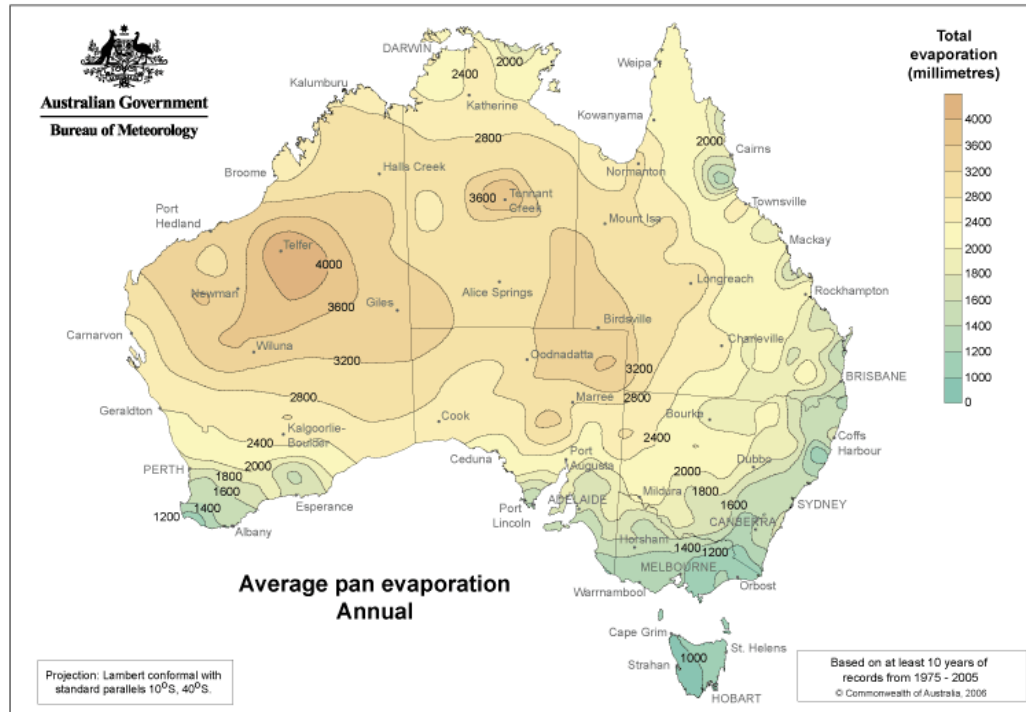 Australian Government
Bureau of Meteorology
Total
evaporation
(millimetres)
4000
3600
3200
2800
2400
2000
1800
1600
1400
1200
1000
0
DARWIN
2000
2400
Weipa
Kalumburu
Katherine
Kowanyama
2800
2000
Cairns
Broome
Halls Creek
Normanton
3600
Tennant
Creek
Townsville
Port
Hedland
Mount Isa
Mackay
Telfer
4000
Newman
3600
Giles
Alice Springs
Longreach
Rockhampton
Carnarvon
Birdsville
Wiluna
3200
Oodnadatta
3200
Charleville
BRISBANE
2800
Marree
2800
Geraldton
Kalgoorlie-
Boulder
Cook
Bourke
2400
2400
Coffs
Harbour
PERTH
2000
Ceduna
Port
Augusta
2000
Dubbo
1800
1600
1400
1200
Esperance
Albany
Port
Lincoln
ADELAIDE
Mildura
1800
1600
SYDNEY
CANBERRA
Horsham
1400
1200
MELBOURNE
Orbost
Warrnambool
Average pan evaporation
Annual
Cape Grim
St. Helens
Strahan
1000
HOBART
Projection: Lambert conformal with
standard parallels 10⁰S, 40⁰S.
Based on at least 10 years of
records from 1975 - 2005
© Commonwealth of Australia, 2006